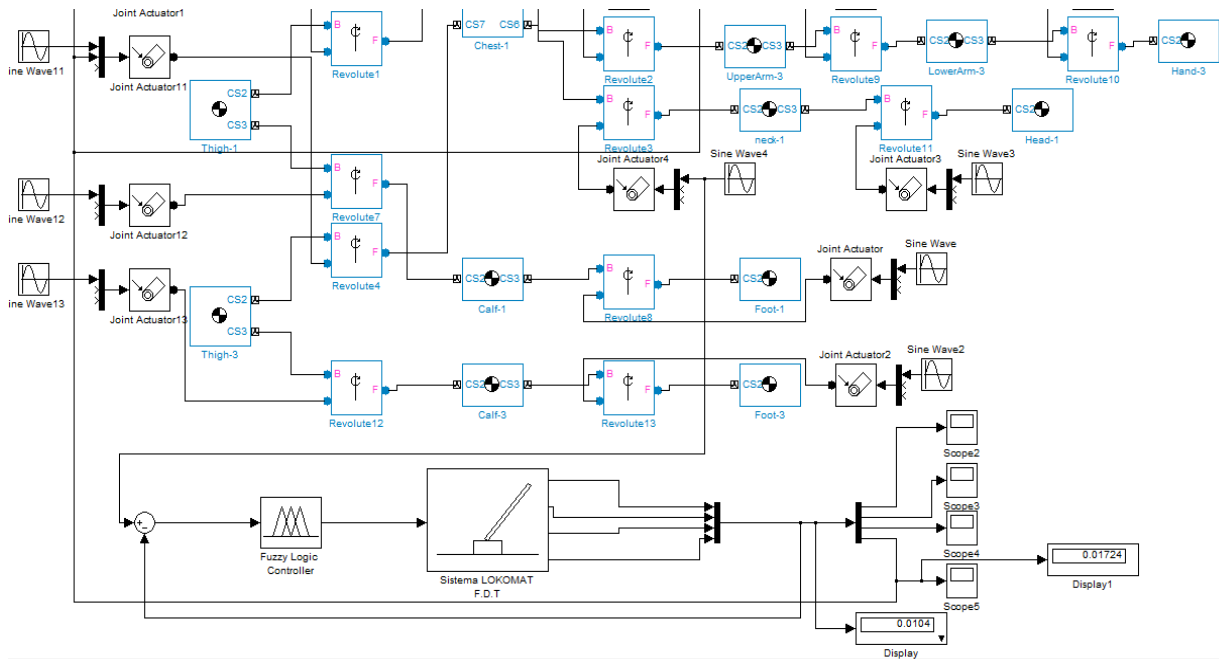 Joint Actuator1
ine Wave11
Joint Actuator11
B
F
Revolute1
CS7
CS6
Chest-1
B
F
Revolute2
CS2
CS3
UpperArm-3
B
F
Revolute9
CS2
CS3
LowerArm-3
B
F
Revolute10
CS2
Hand-3
CS2
CS3
Thigh-1
B
F
Revolute3
CS2
CS3
neck-1
B
F
Revolute11
CS2
Head-1
Joint Actuator4
Sine Wave4
Joint Actuator3
Sine Wave3
ine Wave12
Joint Actuator12
B
F
Revolute7
B
F
Revolute4
ine Wave13
Joint Actuator13
CS2
CS3
Thigh-3
CS2
CS3
Calf-1
B
F
Revolute8
CS2
Foot-1
Joint Actuator
Sine Wave
B
F
Revolute12
CS2
CS3
Calf-3
B
F
Revolute13
CS2
Foot-3
Joint Actuator2
Sine Wave2
Scope2
Scope3
Scope4
Scope5
Fuzzy Logic
Controller
Sistema LOKOMAT
F.D.T
0.01724
Display1
0.0104
Display